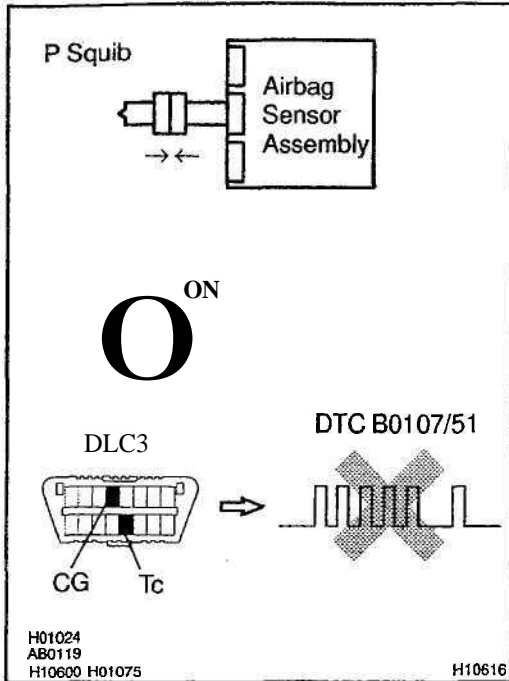 P Squib
Airbag
Sensor
Assembly
ON
DLC3
DTC B0107/51
CG
Tc
H01024
AB0119
H10600 H01075
H10616